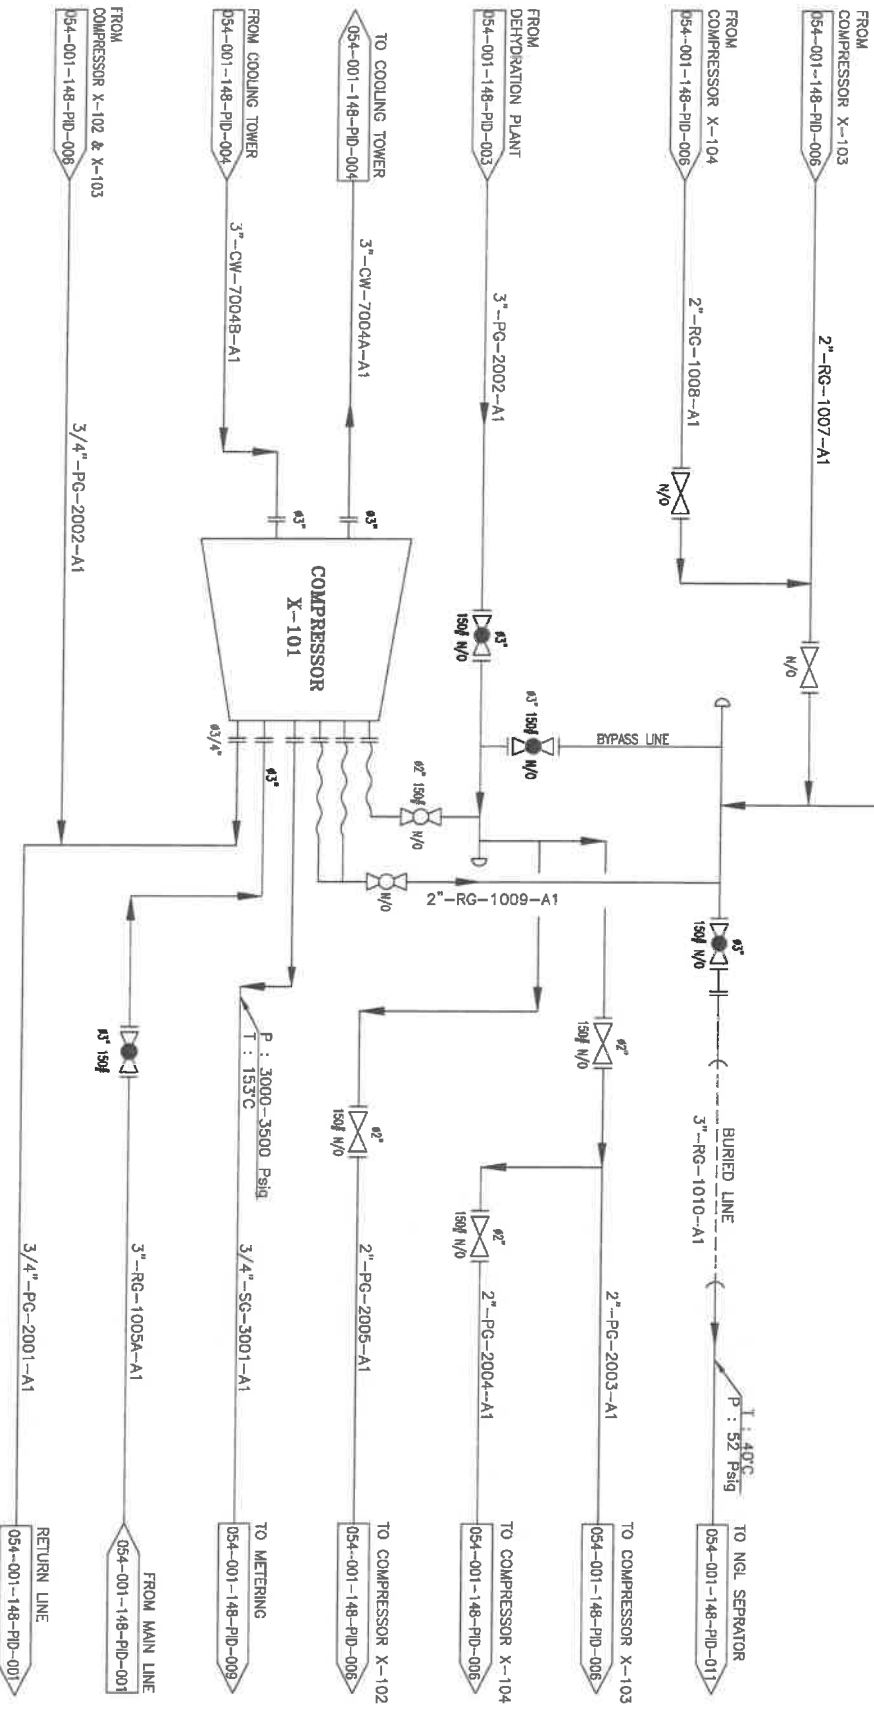 FROM
COMPRESSOR X-103
054-001-148-PID-006
2"-RG-1007-A1
N/O
FROM
COMPRESSOR X-104
054-001-148-PID-006
2"-RG-1008-A1
N/O
FROM
DEHYDRATION PLANT
054-001-148-PID-003
3"-PG-2002-A1
ø3"
150# N/O
ø3" 150#
N/O
BYPASS LINE
TO COOLING TOWER
054-001-148-PID-004
3"-CW-7004A-A1
ø3"
FROM COOLING TOWER
054-001-148-PID-004
3"-CW-7004B-A1
ø3"
FROM
COMPRESSOR X-102 & X-103
054-001-148-PID-006
3/4"-PG-2002-A1
COMPRESSOR
X-101
ø3/4"
ø3"
ø2" 150#
N/O
N/O
2"-RG-1009-A1
ø3"
150# N/O
BURIED LINE
3"-RG-1010-A1
T : 40°C
P : 52 Psig
TO NGL SEPRATOR
054-001-148-PID-011
ø2"
150# N/O
2"-PG-2003-A1
TO COMPRESSOR X-103
054-001-148-PID-006
ø2"
150# N/O
2"-PG-2004-A1
TO COMPRESSOR X-104
054-001-148-PID-006
ø2"
150# N/O
2"-PG-2005-A1
TO COMPRESSOR X-102
054-001-148-PID-006
P : 3000-3500 Psig
T : 153°C
3/4"-SG-3001-A1
TO METERING
054-001-148-PID-009
ø3" 150#
3"-RG-1005A-A1
FROM MAIN LINE
054-001-148-PID-001
3/4"-PG-2001-A1
RETURN LINE
054-001-148-PID-001